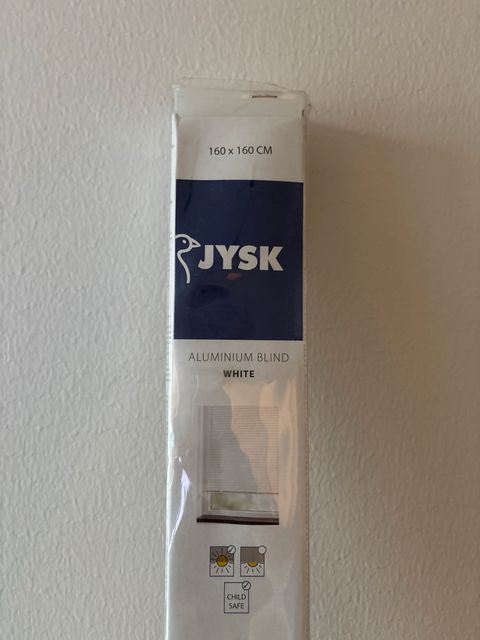 160 x 160 CM
JYSK
ALUMINIUM BLIND
WHITE
CHILD
SAFE